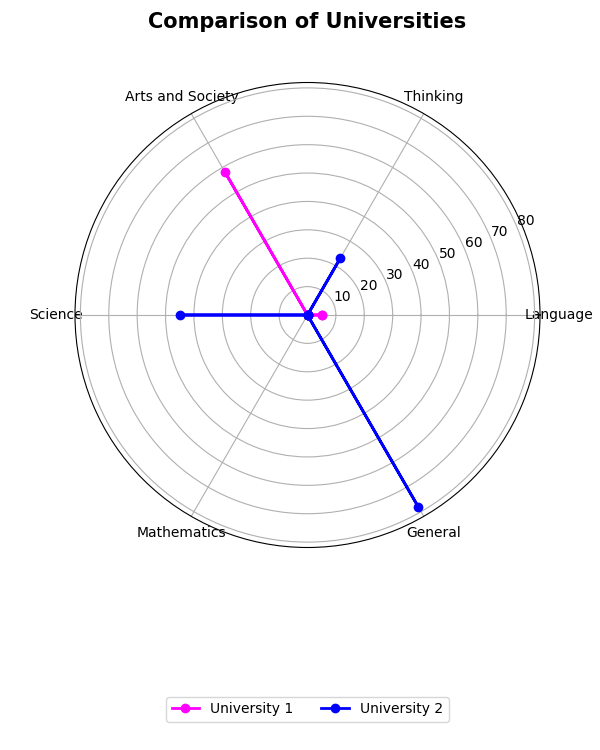 Comparison of Universities
Arts and Society
Thinking
80
70
60
50
40
30
20
10
Science
Language
Mathematics
General
University 1
University 2